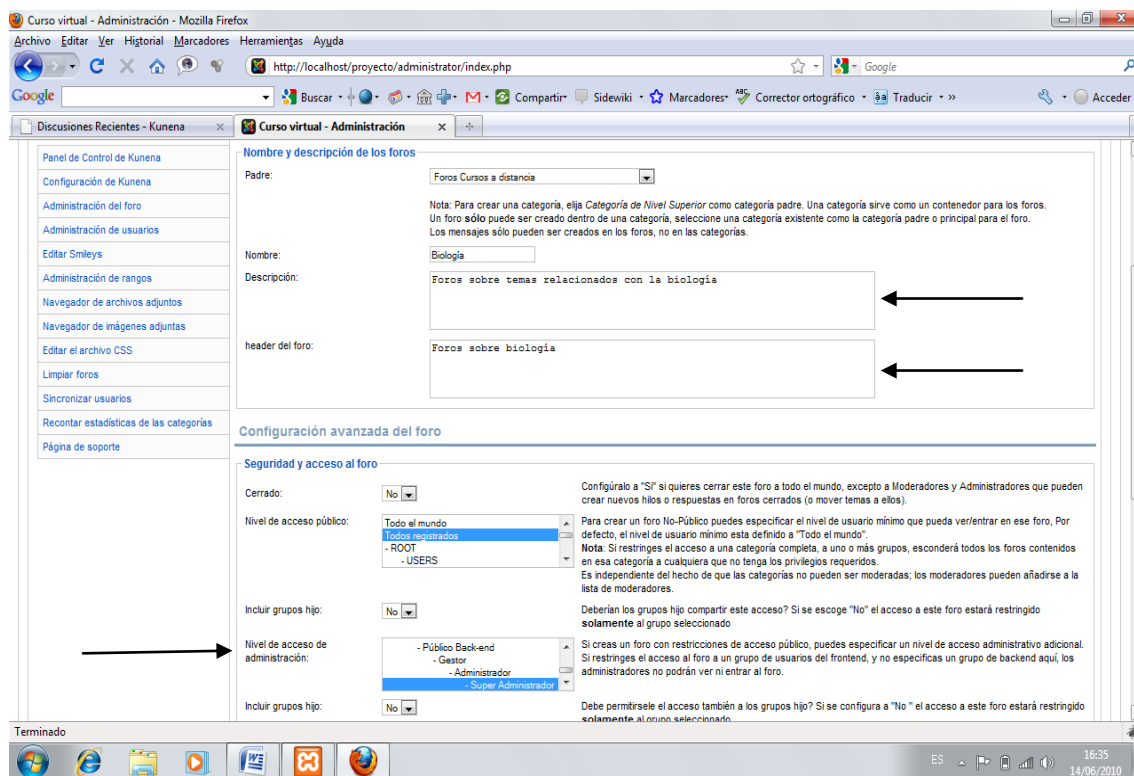 Curso virtual - Administración - Mozilla Firefox
Archivo Editar Ver Historial Marcadores Herramientas Ayuda
http://localhost/proyecto/administrator/index.php
Google
Google
Buscar
Compartir
Sidewiki
Marcadores
Corrector ortográfico
Traducir
»
Acceder
Discusiones Recientes - Kunena
Curso virtual - Administración
Panel de Control de Kunena
Configuración de Kunena
Administración del foro
Administración de usuarios
Editar Smileys
Administración de rangos
Navegador de archivos adjuntos
Navegador de imágenes adjuntas
Editar el archivo CSS
Limpiar foros
Sincronizar usuarios
Recontar estadísticas de las categorías
Página de soporte
Nombre y descripción de los foros
Padre:
Foros Cursos a distancia
Nota: Para crear una categoría, elija Categoría de Nivel Superior como categoría padre. Una categoría sirve como un contenedor para los foros.
Un foro sólo puede ser creado dentro de una categoría, seleccione una categoría existente como la categoría padre o principal para el foro.
Los mensajes sólo pueden ser creados en los foros, no en las categorías.
Nombre:
Biología
Descripción:
Foros sobre temas relacionados con la biología
header del foro:
Foros sobre biología
Configuración avanzada del foro
Seguridad y acceso al foro
Cerrado:
No
Configúralo a "Sí" si quieres cerrar este foro a todo el mundo, excepto a Moderadores y Administradores que pueden
crear nuevos hilos o respuestas en foros cerrados (o mover temas a ellos).
Nivel de acceso público:
Todo el mundo
Todos registrados
- ROOT
- USERS
Para crear un foro No-Público puedes especificar el nivel de usuario mínimo que pueda ver/entrar en ese foro, Por
defecto, el nivel de usuario mínimo esta definido a "Todo el mundo".
Nota: Si restringes el acceso a una categoría completa, a uno o más grupos, esconderá todos los foros contenidos
en esa categoría a cualquiera que no tenga los privilegios requeridos.
Es independiente del hecho de que las categorías no pueden ser moderadas; los moderadores pueden añadirse a la
lista de moderadores.
Incluir grupos hijo:
No
Deberían los grupos hijo compartir este acceso? Si se escoge "No" el acceso a este foro estará restringido
solamente al grupo seleccionado
Nivel de acceso de
administración:
- Público Back-end
- Gestor
- Administrador
- Super Administrador
Si creas un foro con restricciones de acceso público, puedes especificar un nivel de acceso administrativo adicional.
Si restringes el acceso al foro a un grupo de usuarios del frontend, y no especificas un grupo de backend aquí, los
administradores no podrán ver ni entrar al foro.
Incluir grupos hijo:
No
Debe permitirsele el acceso también a los grupos hijo? Si se configura a "No " el acceso a este foro estará restringido
solamente al grupo seleccionado
Terminado
ES
16:35
14/06/2010